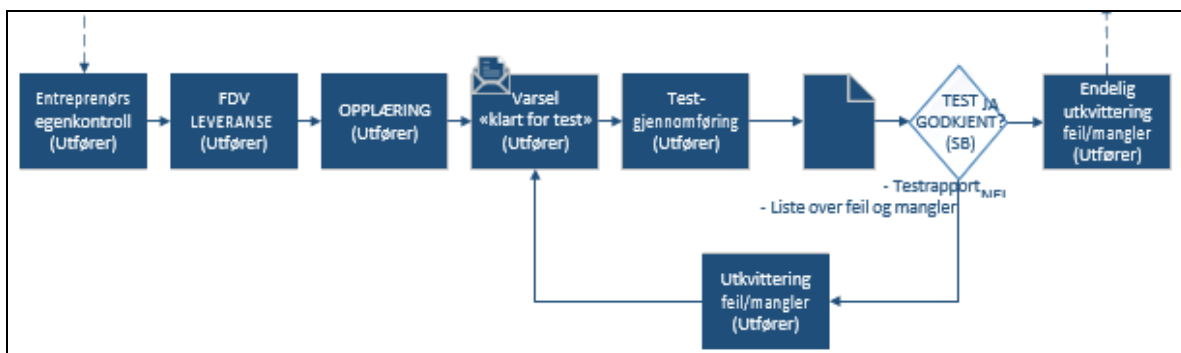 Entreprenørs
egenkontroll
(Utfører)
FDV
LEVERANSE
(Utfører)
OPPLÆRING
(Utfører)
Varsel
«klart for test»
(Utfører)
Test-
gjennomføring
(Utfører)
TEST
GODKJENT?
(SB)
JA
Endelig
utkvittering
feil/mangler
(Utfører)
- Testrapport
- Liste over feil og mangler
NEI
Utkvittering
feil/mangler
(Utfører)